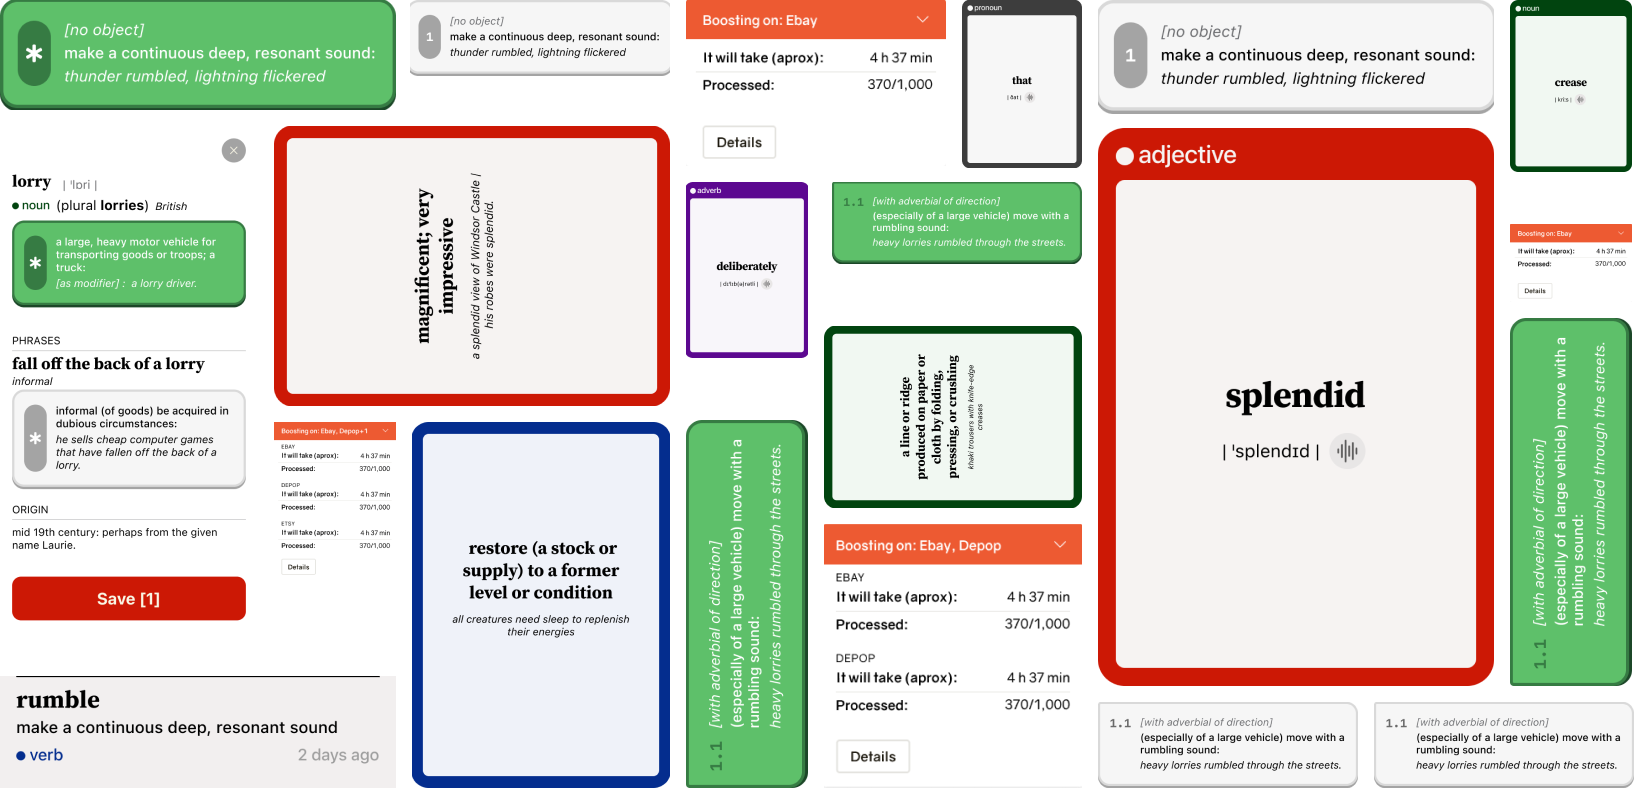 [no object]
make a continuous deep, resonant sound:
thunder rumbled, lightning flickered
1
[no object]
make a continuous deep, resonant sound:
thunder rumbled, lightning flickered
Boosting on: Ebay
It will take (aprox): 4 h 37 min
Processed: 370/1,000
Details
pronoun
that
| ðat |
1
[no object]
make a continuous deep, resonant sound:
thunder rumbled, lightning flickered
noun
crease
| kriːs |
lorry
| ˈlɒri |
noun (plural lorries) British
a large, heavy motor vehicle for
transporting goods or troops; a
truck:
[as modifier] : a lorry driver.
PHRASES
fall off the back of a lorry
informal
informal (of goods) be acquired in
dubious circumstances:
he sells cheap computer games
that have fallen off the back of a
lorry.
ORIGIN
mid 19th century: perhaps from the given
name Laurie.
Save [1]
rumble
make a continuous deep, resonant sound
verb 2 days ago
magnificent; very
impressive
a splendid view of Windsor Castle |
his robes were splendid.
Boosting on: Ebay, Depop+1
EBAY
It will take (aprox): 4 h 37 min
Processed: 370/1,000
DEPOP
It will take (aprox): 4 h 37 min
Processed: 370/1,000
ETSY
It will take (aprox): 4 h 37 min
Processed: 370/1,000
Details
restore (a stock or
supply) to a former
level or condition
all creatures need sleep to replenish
their energies
adverb
deliberately
1.1
[with adverbial of direction]
(especially of a large vehicle) move with a
rumbling sound:
heavy lorries rumbled through the streets.
1.1
[with adverbial of direction]
(especially of a large vehicle) move with a
rumbling sound:
heavy lorries rumbled through the streets.
a line or ridge
produced on paper or
cloth by folding,
pressing, or crushing
khaki trousers with knife-edge
creases
Boosting on: Ebay, Depop
EBAY
It will take (aprox): 4 h 37 min
Processed: 370/1,000
DEPOP
It will take (aprox): 4 h 37 min
Processed: 370/1,000
Details
adjective
splendid
| ˈsplɛndɪd |
Boosting on: Ebay
It will take (aprox): 4 h 37 min
Processed: 370/1,000
Details
1.1
[with adverbial of direction]
(especially of a large vehicle) move with a
rumbling sound:
heavy lorries rumbled through the streets.
1.1
[with adverbial of direction]
(especially of a large vehicle) move with a
rumbling sound:
heavy lorries rumbled through the streets.
1.1
[with adverbial of direction]
(especially of a large vehicle) move with a
rumbling sound:
heavy lorries rumbled through the streets.